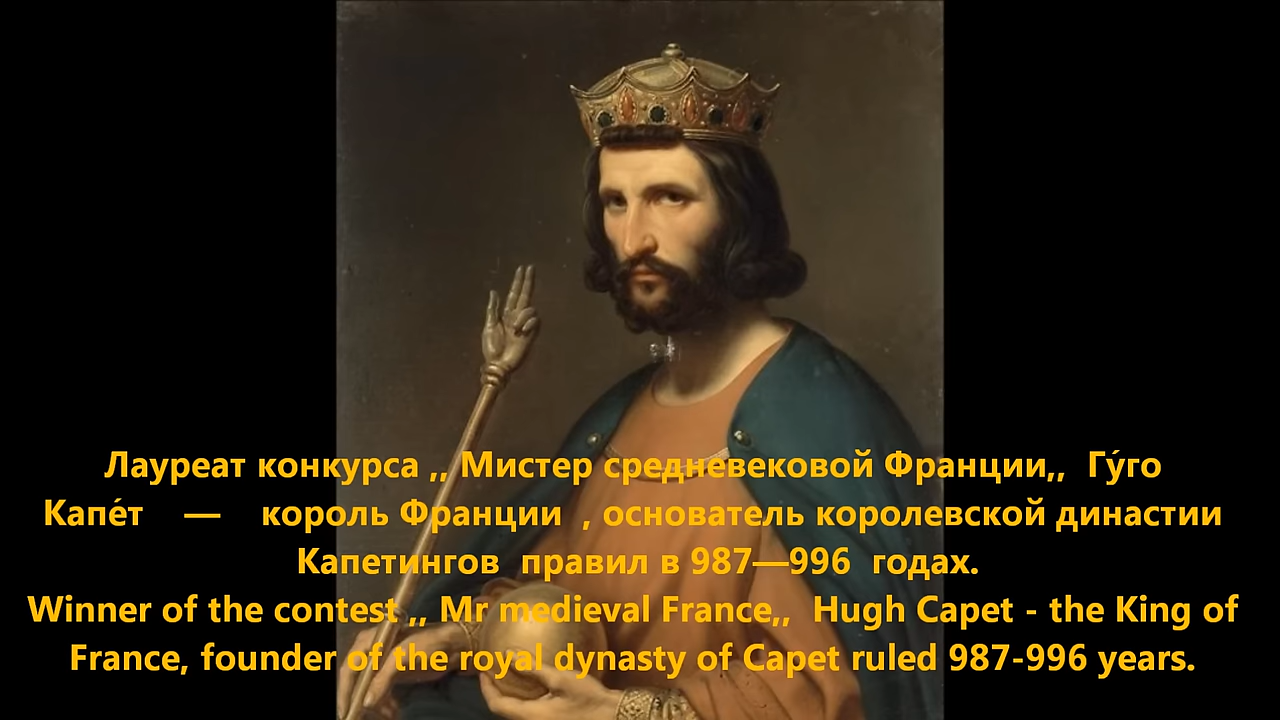 Лауреат конкурса ,, Мистер средневековой Франции,, Гу́го
Капе́т — король Франции , основатель королевской династии
Капетингов правил в 987—996 годах.
Winner of the contest ,, Mr medieval France,, Hugh Capet - the King of
France, founder of the royal dynasty of Capet ruled 987-996 years.